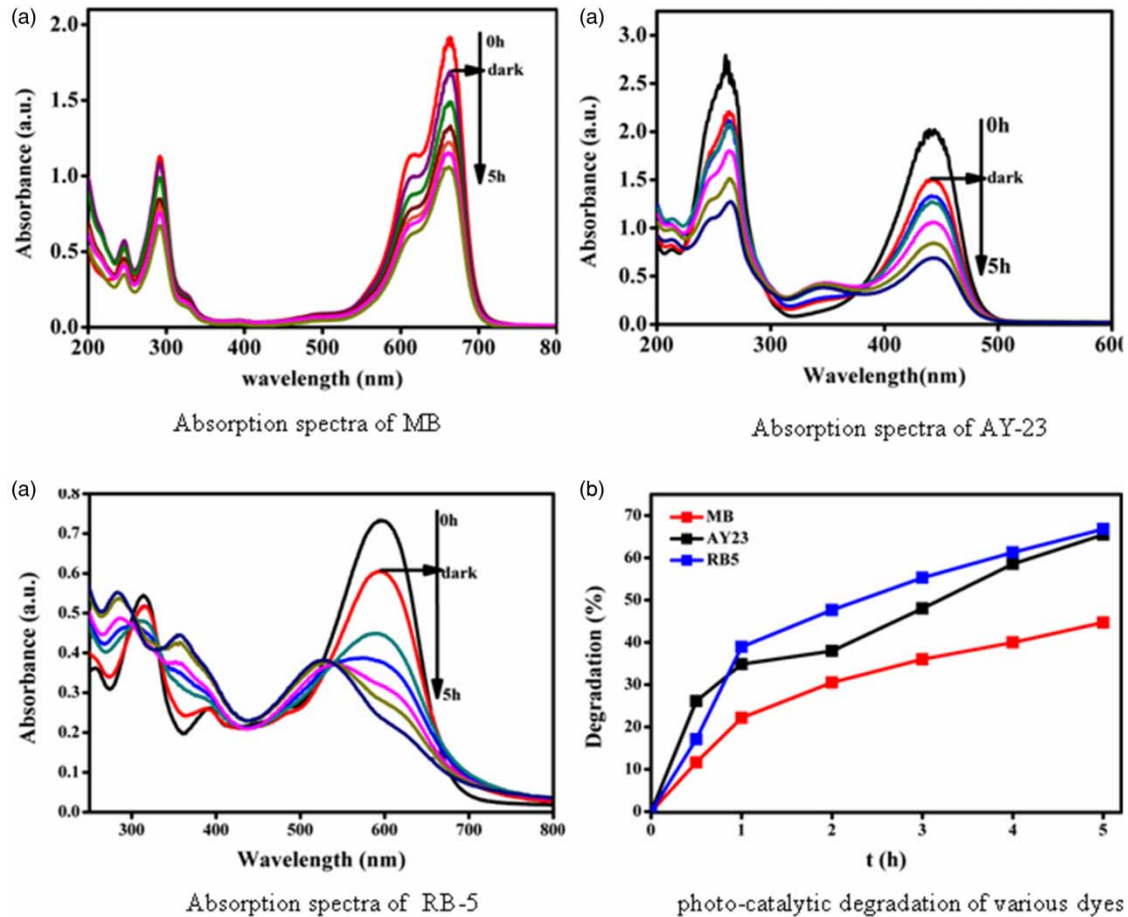 (a)
2.0
1.5
1.0
0.5
0.0
Absorbance (a.u.)
0h
dark
5h
200 300 400 500 600 700 80
wavelength (nm)
Absorption spectra of MB
(a)
3.0
2.5
2.0
1.5
1.0
0.5
0.0
Absorbance (a.u.)
0h
dark
5h
200 300 400 500 600
Wavelength(nm)
Absorption spectra of AY-23
(a)
0.8
0.7
0.6
0.5
0.4
0.3
0.2
0.1
0.0
Absorbance (a.u.)
0h
dark
5h
300 400 500 600 700 800
Wavelength (nm)
Absorption spectra of RB-5
(b)
70
60
50
40
30
20
10
0
Degradation (%)
MB
AY23
RB5
0 1 2 3 4 5
t (h)
photo-catalytic degradation of various dyes